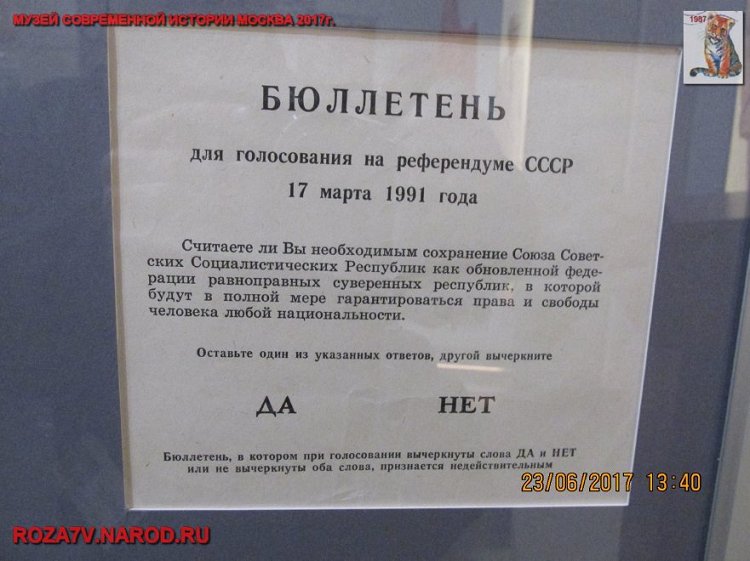 МУЗЕЙ СОВРЕМЕННОЙ ИСТОРИИ МОСКВА 2017г.
1987
БЮЛЛЕТЕНЬ
для голосования на референдуме СССР
17 марта 1991 года
Считаете ли Вы необходимым сохранение Союза Совет-
ских Социалистических Республик как обновленной феде-
рации равноправных суверенных республик, в которой
будут в полной мере гарантироваться права и свободы
человека любой национальности.
Оставьте один из указанных ответов, другой вычеркните
ДА НЕТ
Бюллетень, в котором при голосовании вычеркнуты слова ДА и НЕТ
или не вычеркнуты оба слова, признается недействительным
23/06/2017 13:40
ROZA7V.NAROD.RU